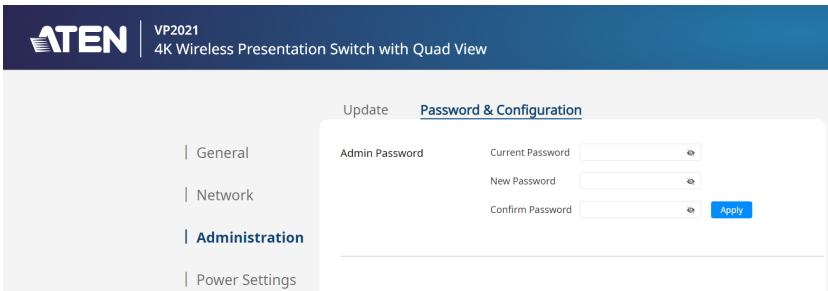 ATEN
VP2021
4K Wireless Presentation Switch with Quad View
Update Password & Configuration
General
Network
Administration
Power Settings
Admin Password
Current Password
New Password
Confirm Password Apply